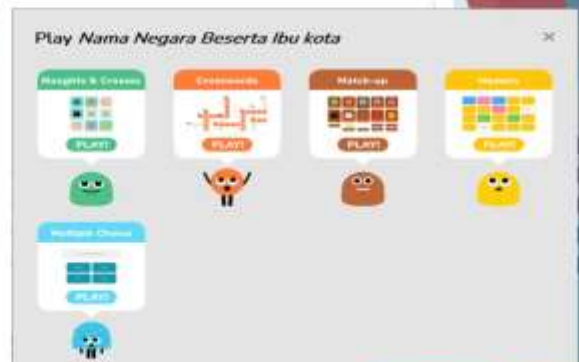 Play Nama Negara Beserta Ibu kota
×
Noughts & Crosses
PLAY!
Crosswords
PLAY!
Match-up
PLAY!
Memory
PLAY!
Multiple Choice
PLAY!